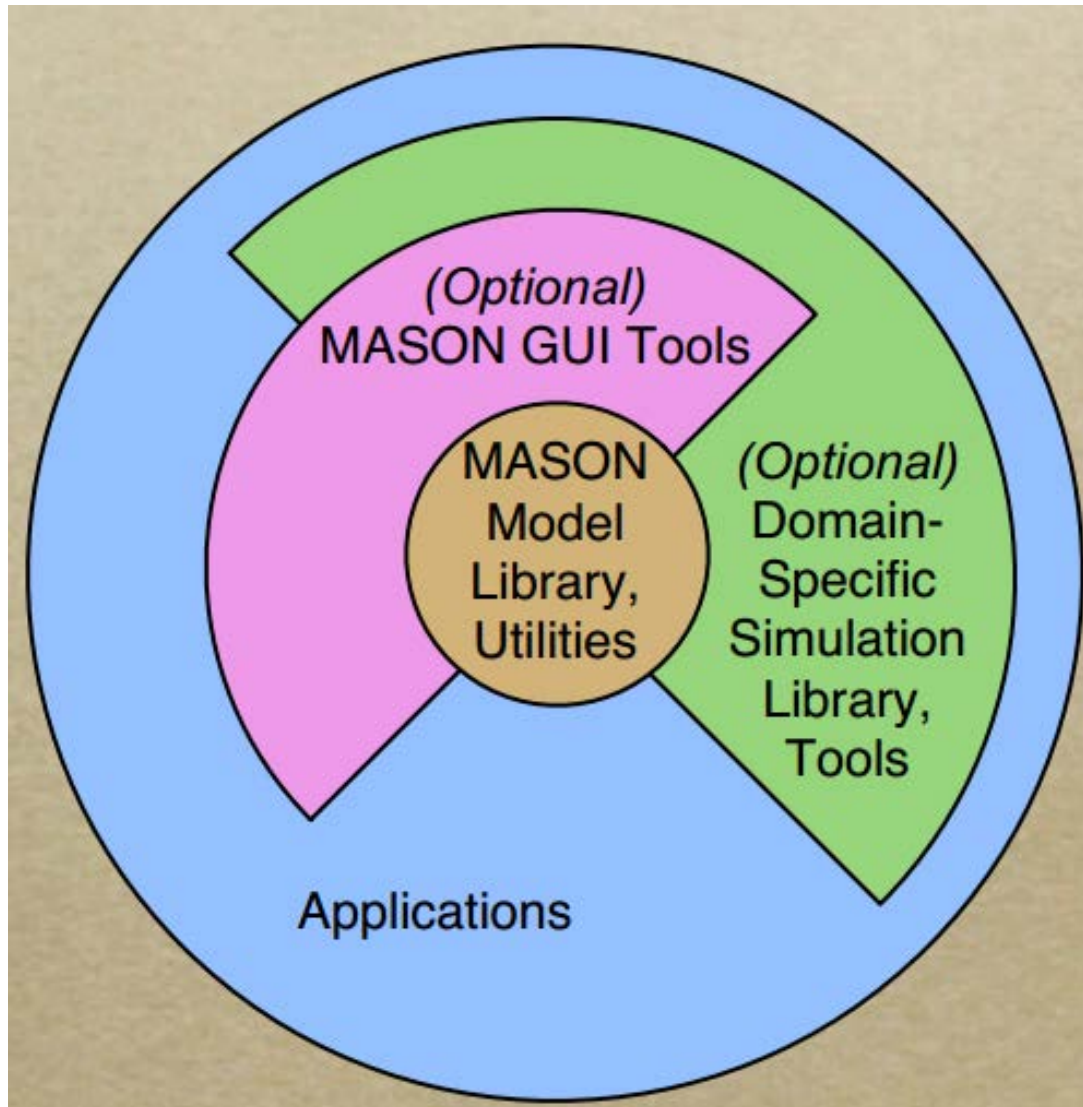 (Optional)
MASON GUI Tools
MASON
Model
Library,
Utilities
(Optional)
Domain-
Specific
Simulation
Library,
Tools
Applications